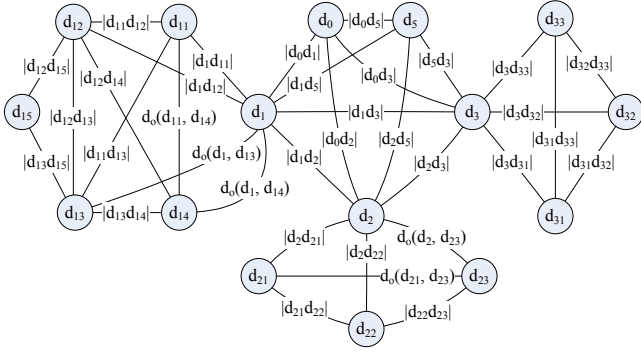 d12 |d11d12| d11 d0 |d0d5| d5 d33
|d1d11| |d0d1| |d0d3| |d5d3| |d3d33| |d32d33|
|d12d15| |d12d14| |d1d12| |d1d5|
d15 |d12d13| do(d11, d14) d1 |d1d3| d3 |d3d32| d32
|d13d15| |d11d13| do(d1, d13) |d1d2| |d0d2| |d2d5| |d2d3| |d3d31| |d31d33| |d31d32|
do(d1, d14)
d13 |d13d14| d14 d2 d31
|d2d21| |d2d22| do(d2, d23)
d21 do(d21, d23) d23
|d21d22| |d22d23|
d22